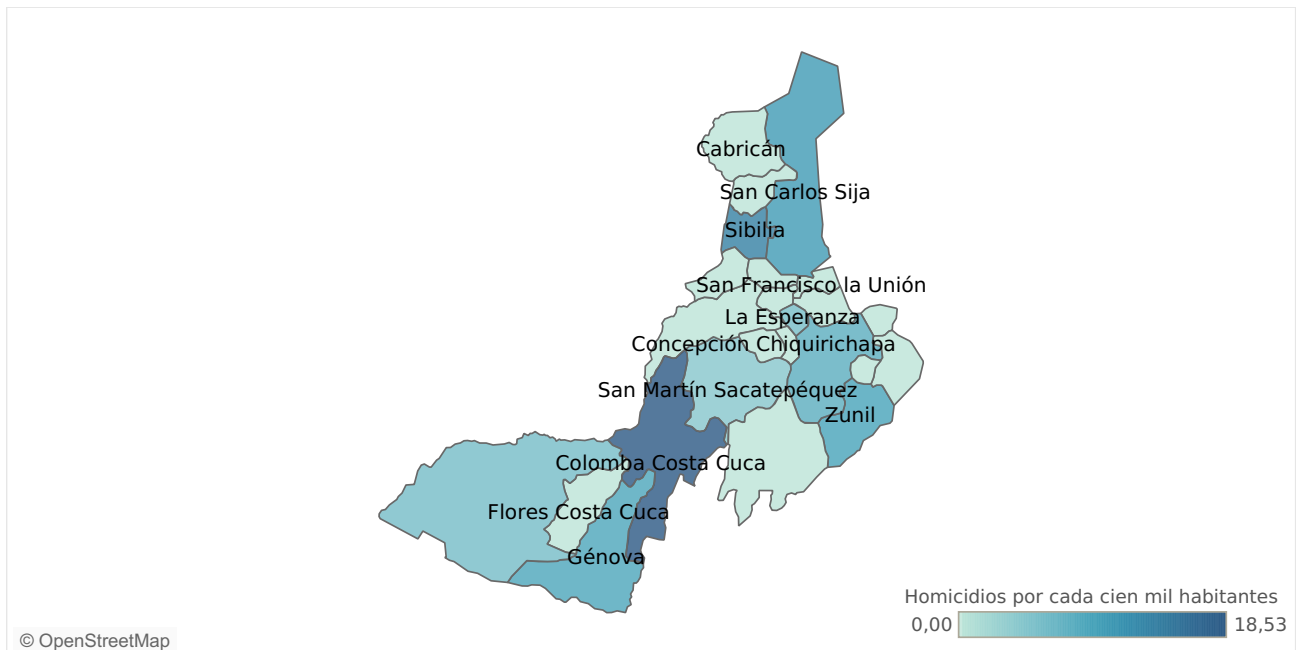 Cabricán
San Carlos Sija
Sibilia
San Francisco la Unión
La Esperanza
Concepción Chiquirichapa
San Martín Sacatepéquez
Zunil
Colomba Costa Cuca
Flores Costa Cuca
Génova
Homicidios por cada cien mil habitantes
0,00 18,53
© OpenStreetMap